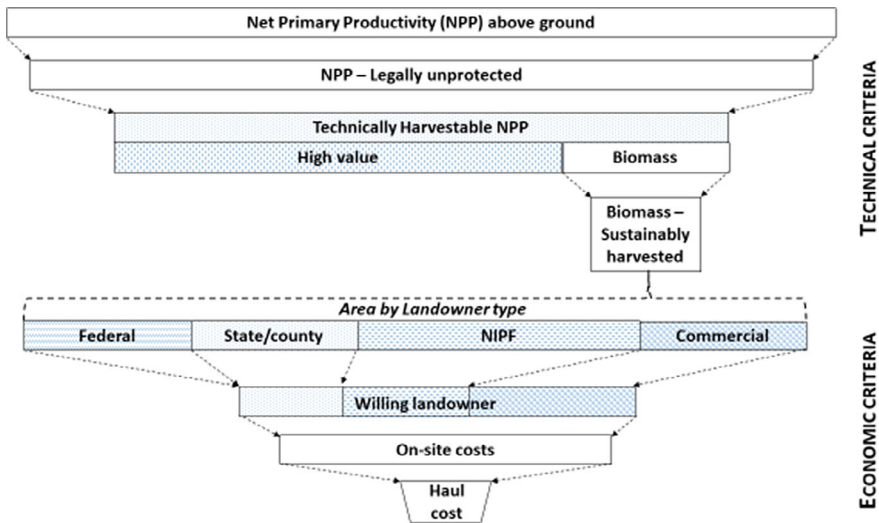 Net Primary Productivity (NPP) above ground
NPP – Legally unprotected
Technically Harvestable NPP
High value
Biomass
Biomass –
Sustainably
harvested
TECHNICAL CRITERIA
Area by Landowner type
Federal
State/county
NIPF
Commercial
Willing landowner
On-site costs
Haul
cost
ECONOMIC CRITERIA